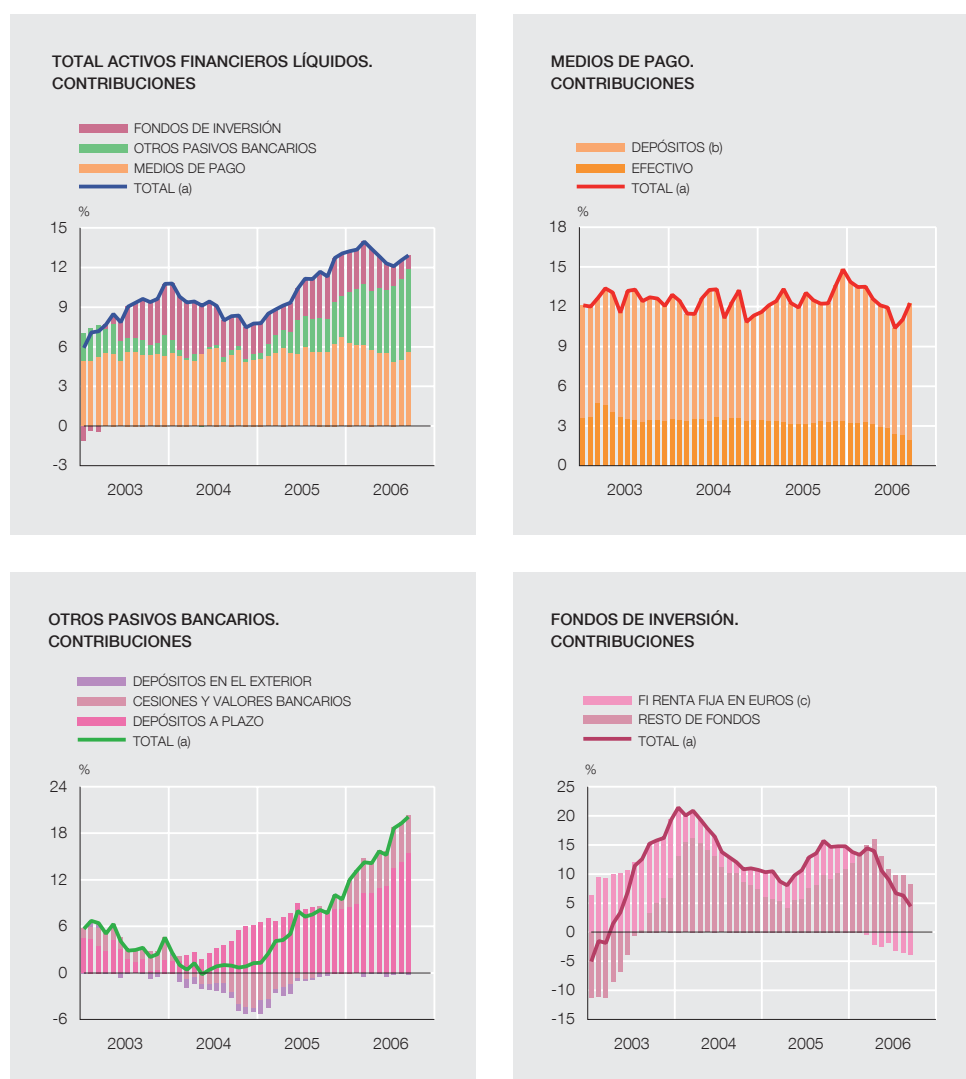 TOTAL ACTIVOS FINANCIEROS LÍQUIDOS.
CONTRIBUCIONES
FONDOS DE INVERSIÓN
OTROS PASIVOS BANCARIOS
MEDIOS DE PAGO
TOTAL (a)
%
15
12
9
6
3
0
-3
2003 2004 2005 2006
MEDIOS DE PAGO.
CONTRIBUCIONES
DEPÓSITOS (b)
EFECTIVO
TOTAL (a)
%
18
15
12
9
6
3
0
2003 2004 2005 2006
OTROS PASIVOS BANCARIOS.
CONTRIBUCIONES
DEPÓSITOS EN EL EXTERIOR
CESIONES Y VALORES BANCARIOS
DEPÓSITOS A PLAZO
TOTAL (a)
%
24
18
12
6
0
-6
2003 2004 2005 2006
FONDOS DE INVERSIÓN.
CONTRIBUCIONES
FI RENTA FIJA EN EUROS (c)
RESTO DE FONDOS
TOTAL (a)
%
25
20
15
10
5
0
-5
-10
-15
2003 2004 2005 2006